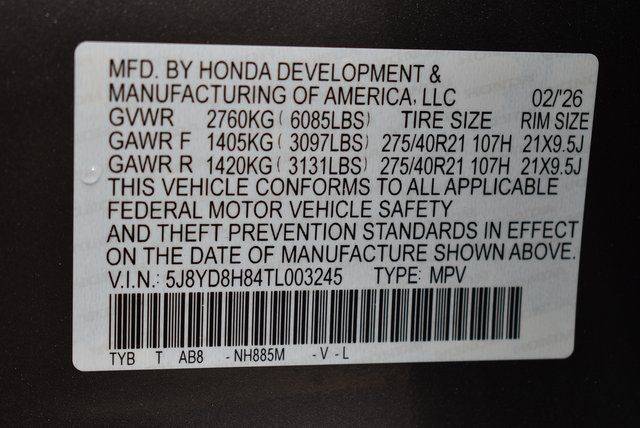 MFD. BY HONDA DEVELOPMENT &
MANUFACTURING OF AMERICA, LLC 02/'26
GVWR 2760KG ( 6085LBS) TIRE SIZE RIM SIZE
GAWR F 1405KG ( 3097LBS) 275/40R21 107H 21X9.5J
GAWR R 1420KG ( 3131LBS) 275/40R21 107H 21X9.5J
THIS VEHICLE CONFORMS TO ALL APPLICABLE
FEDERAL MOTOR VEHICLE SAFETY
AND THEFT PREVENTION STANDARDS IN EFFECT
ON THE DATE OF MANUFACTURE SHOWN ABOVE.
V.I.N.: 5J8YD8H84TL003245 TYPE: MPV
TYB T AB8 - NH885M - V - L